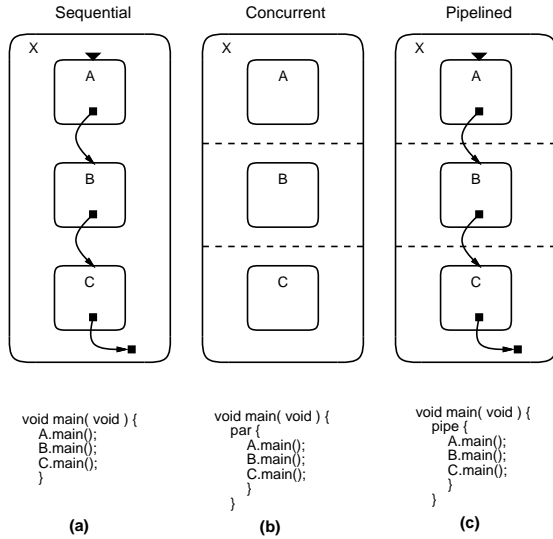 Sequential
X
A
B
C
void main( void ) {
A.main();
B.main();
C.main();
}
(a)
Concurrent
X
A
B
C
void main( void ) {
par {
A.main();
B.main();
C.main();
}
}
(b)
Pipelined
X
A
B
C
void main( void ) {
pipe {
A.main();
B.main();
C.main();
}
}
(c)